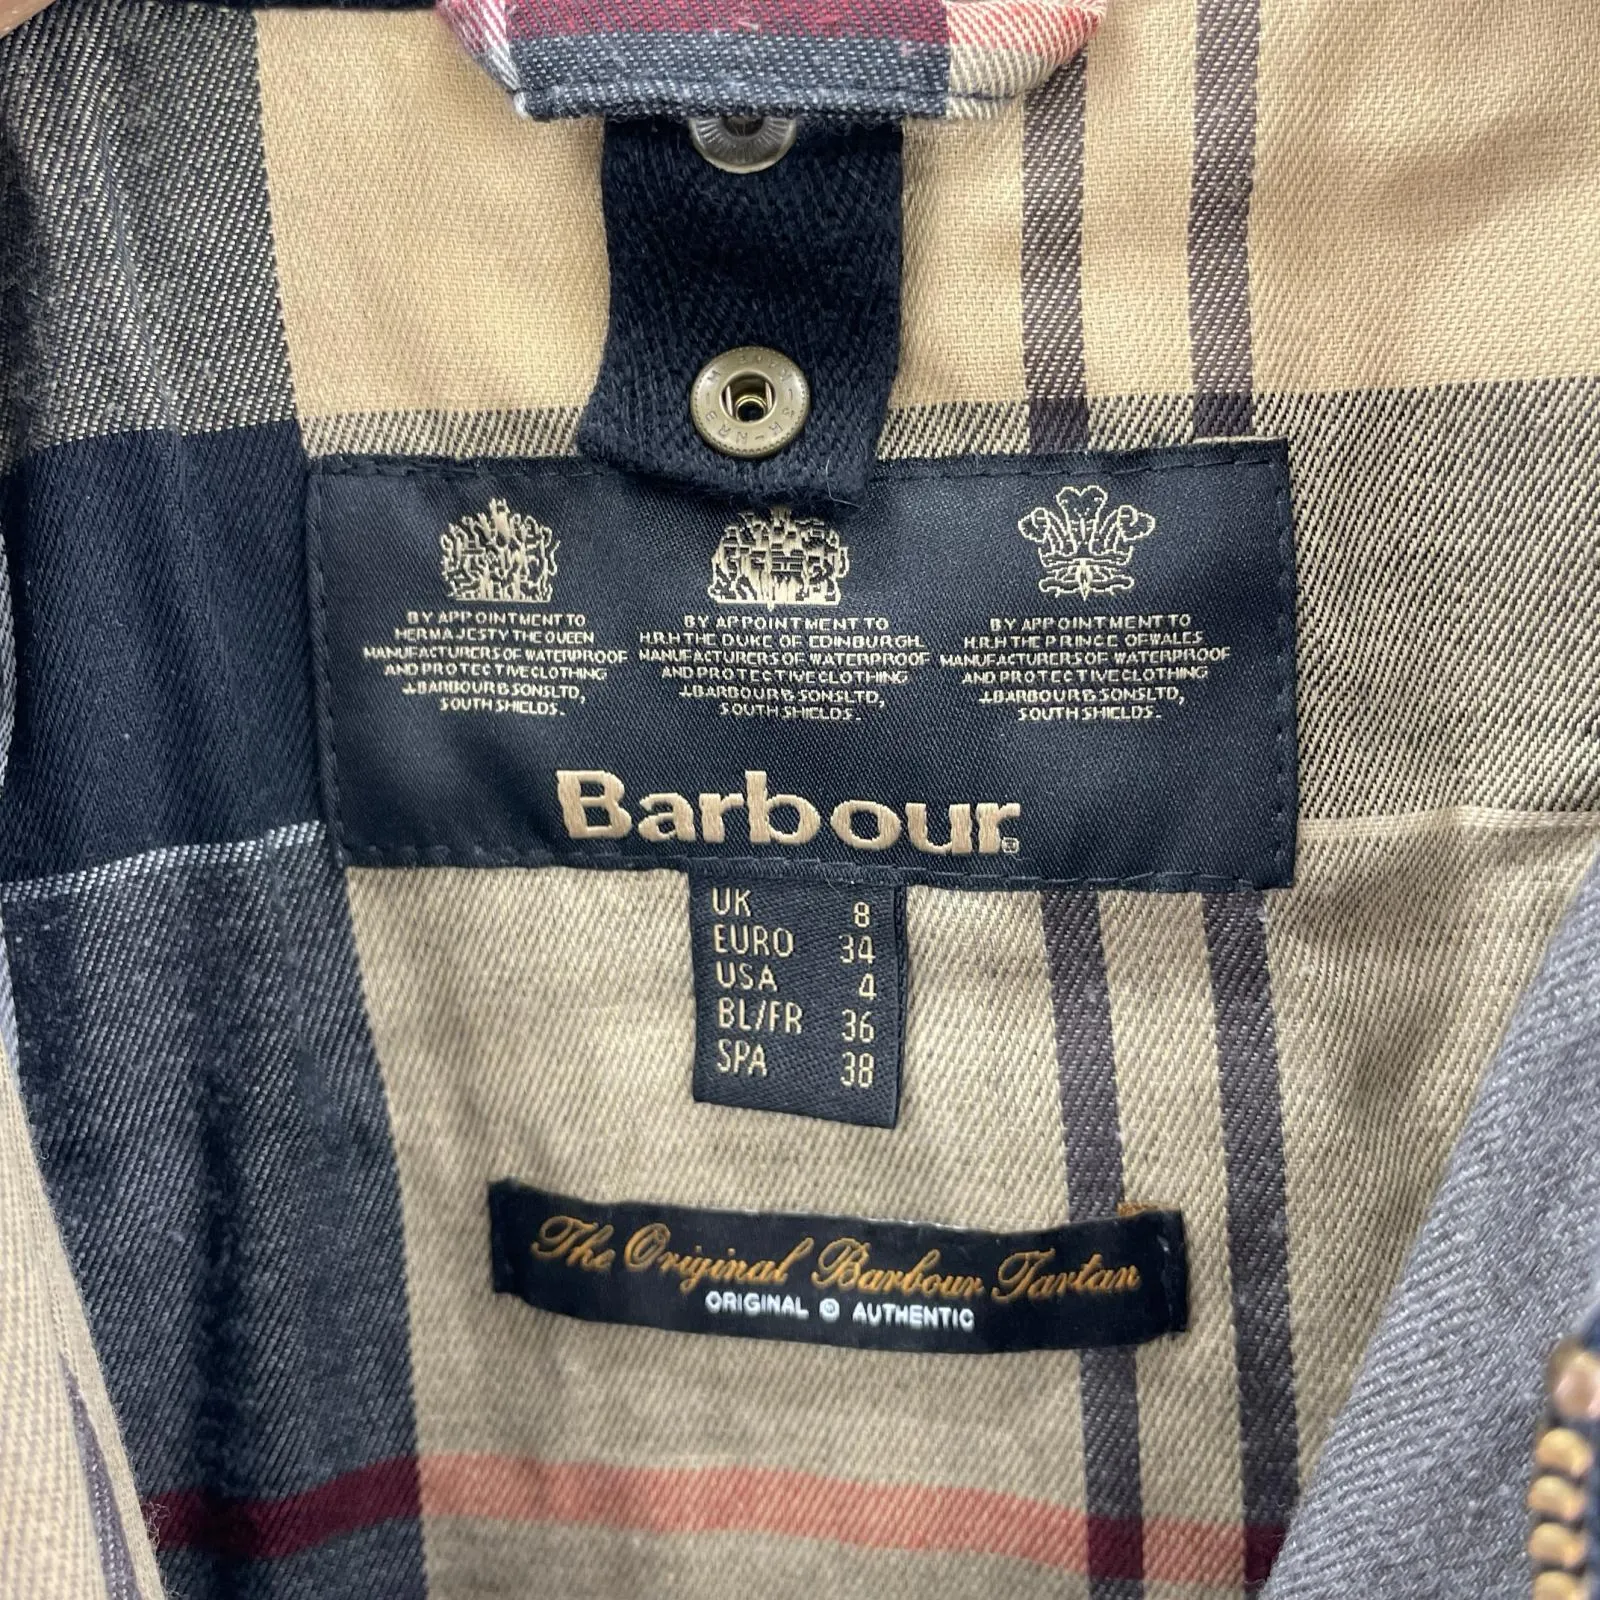 BY APPOINTMENT TO
HER MAJESTY THE QUEEN
MANUFACTURERS OF WATERPROOF
AND PROTECTIVE CLOTHING
J.BARBOUR & SONS LTD,
SOUTH SHIELDS.
BY APPOINTMENT TO
H.R.H THE DUKE OF EDINBURGH
MANUFACTURERS OF WATERPROOF
AND PROTECTIVE CLOTHING
J.BARBOUR & SONS LTD,
SOUTH SHIELDS.
BY APPOINTMENT TO
H.R.H THE PRINCE OF WALES
MANUFACTURERS OF WATERPROOF
AND PROTECTIVE CLOTHING
J.BARBOUR & SONS LTD,
SOUTH SHIELDS.
Barbour®
UK 8
EURO 34
USA 4
BL/FR 36
SPA 38
The Original Barbour Tartan
ORIGINAL © AUTHENTIC